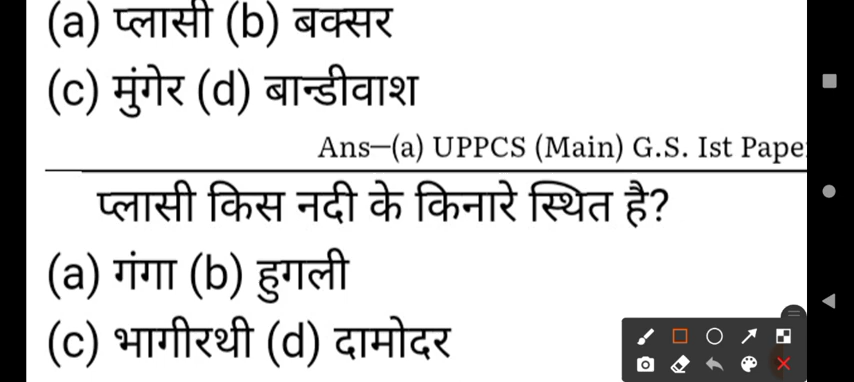 (a) प्लासी (b) बक्सर
(c) मुंगेर (d) बान्डीवाश
Ans—(a) UPPCS (Main) G.S. Ist Pape
प्लासी किस नदी के किनारे स्थित है?
(a) गंगा (b) हुगली
(c) भागीरथी (d) दामोदर